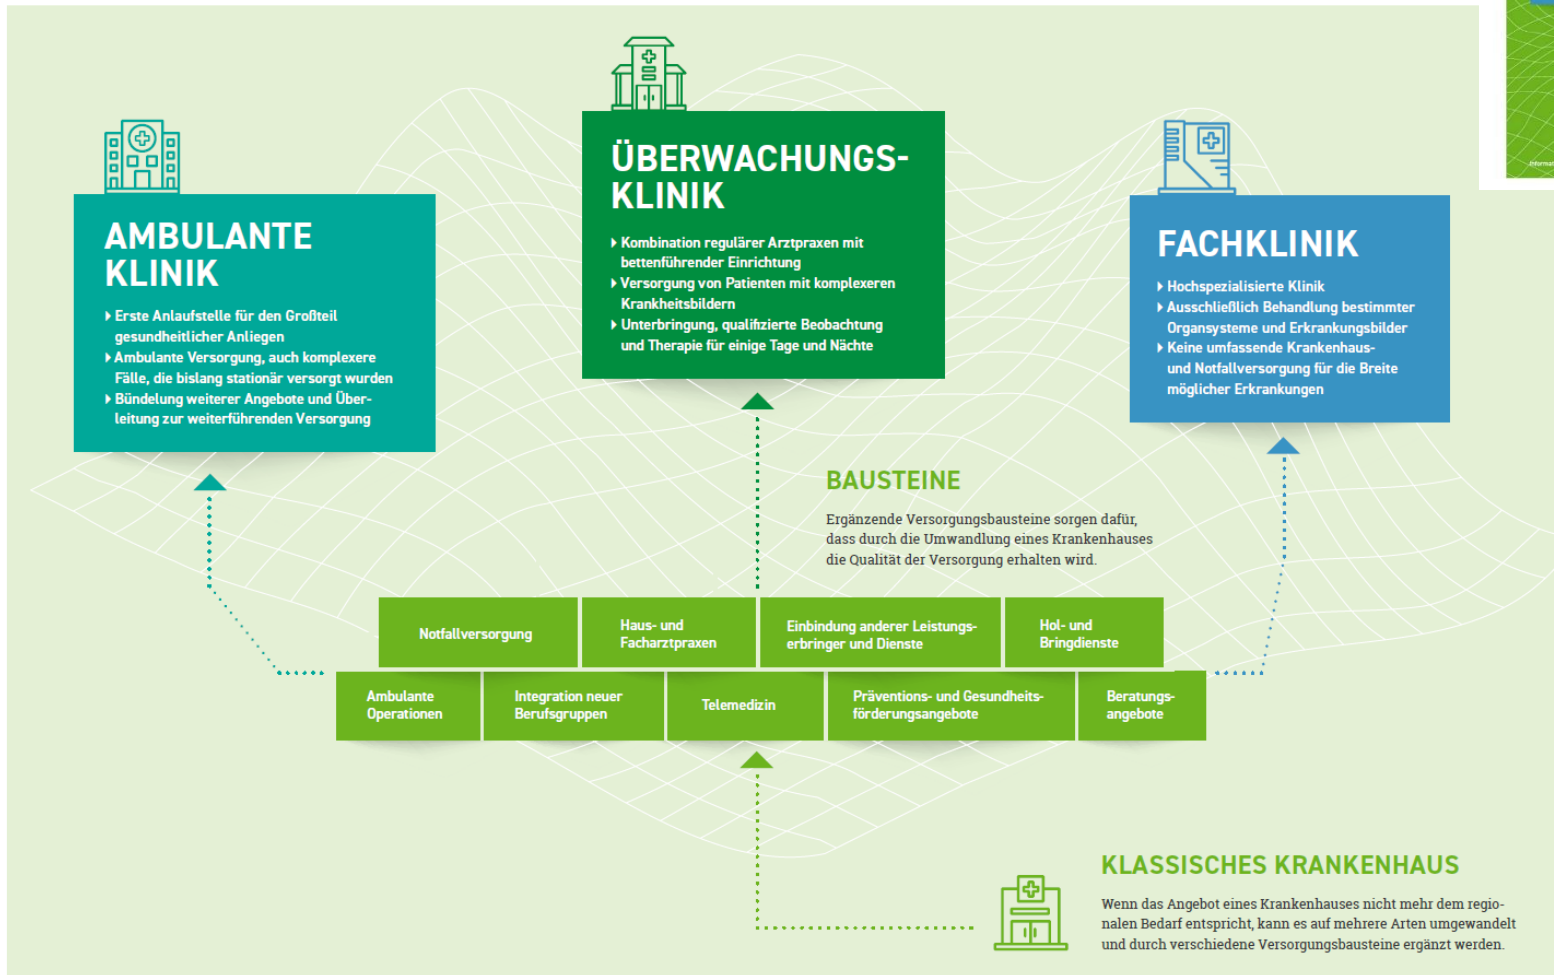 ÜBERWACHUNGS-
KLINIK
Kombination regulärer Arztpraxen mit
bettenführender Einrichtung
Versorgung von Patienten mit komplexeren
Krankheitsbildern
Unterbringung, qualifizierte Beobachtung
und Therapie für einige Tage und Nächte
AMBULANTE
KLINIK
Erste Anlaufstelle für den Großteil
gesundheitlicher Anliegen
Ambulante Versorgung, auch komplexere
Fälle, die bislang stationär versorgt wurden
Bündelung weiterer Angebote und Über-
leitung zur weiterführenden Versorgung
FACHKLINIK
Hochspezialisierte Klinik
Ausschließlich Behandlung bestimmter
Organsysteme und Erkrankungsbilder
Keine umfassende Krankenhaus-
und Notfallversorgung für die Breite
möglicher Erkrankungen
BAUSTEINE
Ergänzende Versorgungsbausteine sorgen dafür,
dass durch die Umwandlung eines Krankenhauses
die Qualität der Versorgung erhalten wird.
Notfallversorgung
Haus- und
Facharztpraxen
Einbindung anderer Leistungs-
erbringer und Dienste
Hol- und
Bringdienste
Ambulante
Operationen
Integration neuer
Berufsgruppen
Telemedizin
Präventions- und Gesundheits-
förderungsangebote
Beratungs-
angebote
KLASSISCHES KRANKENHAUS
Wenn das Angebot eines Krankenhauses nicht mehr dem regio-
nalen Bedarf entspricht, kann es auf mehrere Arten umgewandelt
und durch verschiedene Versorgungsbausteine ergänzt werden.